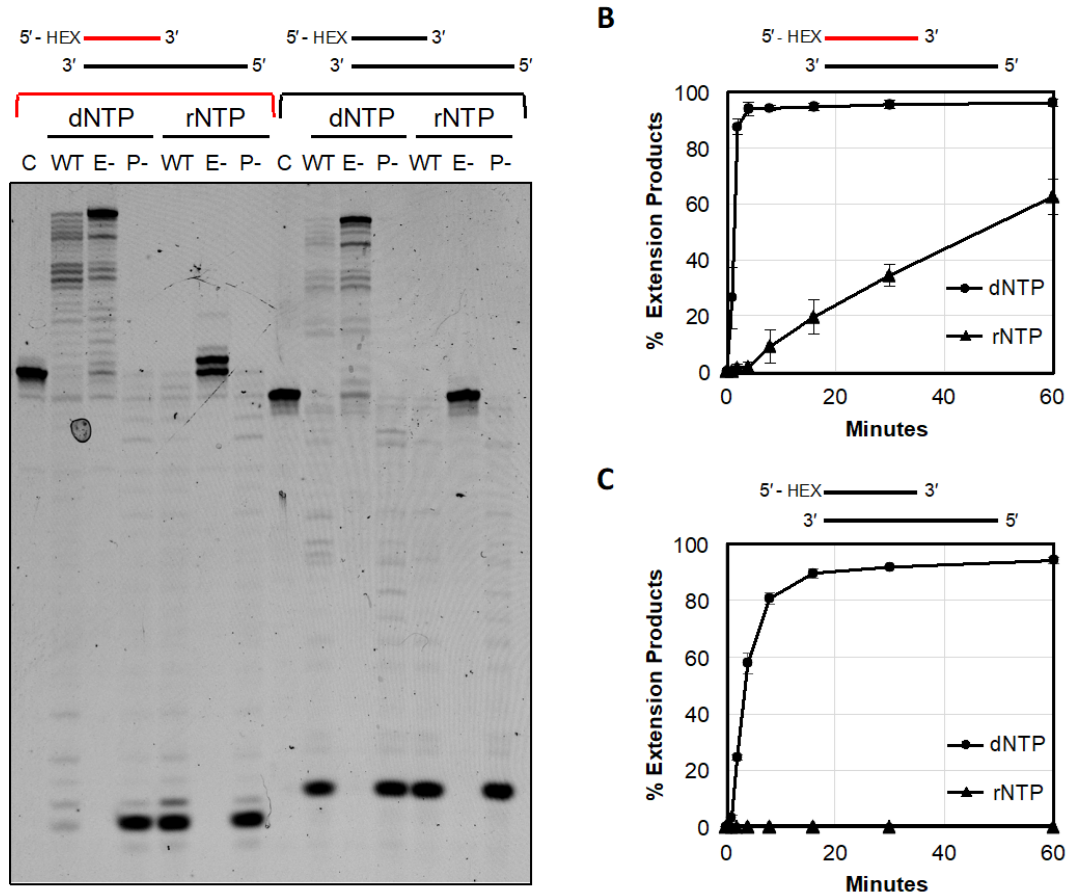 5′ - HEX 3′
3′ 5′
5′ - HEX 3′
3′ 5′
dNTP rNTP dNTP rNTP
C WT E- P- WT E- P- C WT E- P- WT E- P-
B
5′ - HEX 3′
3′ 5′
% Extension Products
100
80
60
40
20
0
dNTP
rNTP
0 20 40 60
Minutes
C
5′ - HEX 3′
3′ 5′
% Extension Products
100
80
60
40
20
0
dNTP
rNTP
0 20 40 60
Minutes